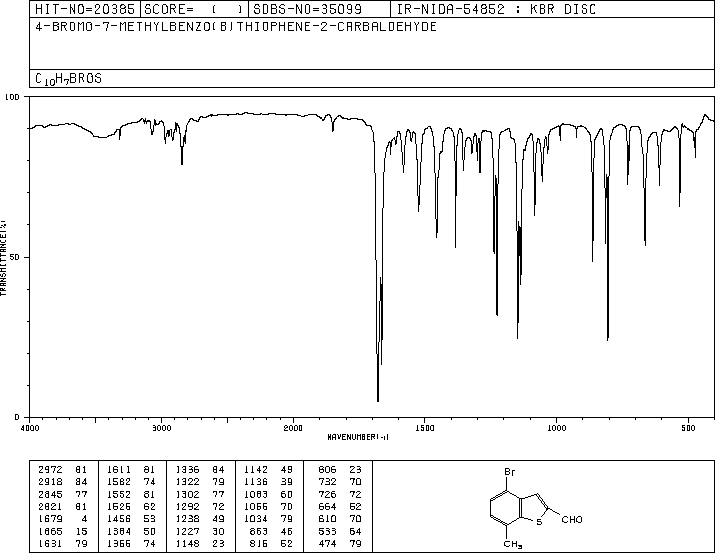 HIT-NO=20385 SCORE= ( ) SDBS-NO=35099 IR-NIDA-54852 : KBR DISC
4-BROMO-7-METHYLBENZO(B)THIOPHENE-2-CARBALDEHYDE
C10H7BROS
100
50
0
TRANSMITTANCE(%)
4000 3000 2000 1500 1000 500
WAVENUMBER(-1)
2972 81 1611 81 1336 84 1142 49 806 23
2918 84 1582 74 1322 79 1136 39 732 70
2845 77 1552 81 1302 77 1083 60 726 72
2821 81 1526 62 1292 72 1066 70 664 52
1679 4 1456 53 1238 49 1034 79 610 70
1665 15 1384 50 1227 30 863 46 533 64
1631 79 1366 74 1148 23 816 52 474 79
Br
S
CHO
CH3